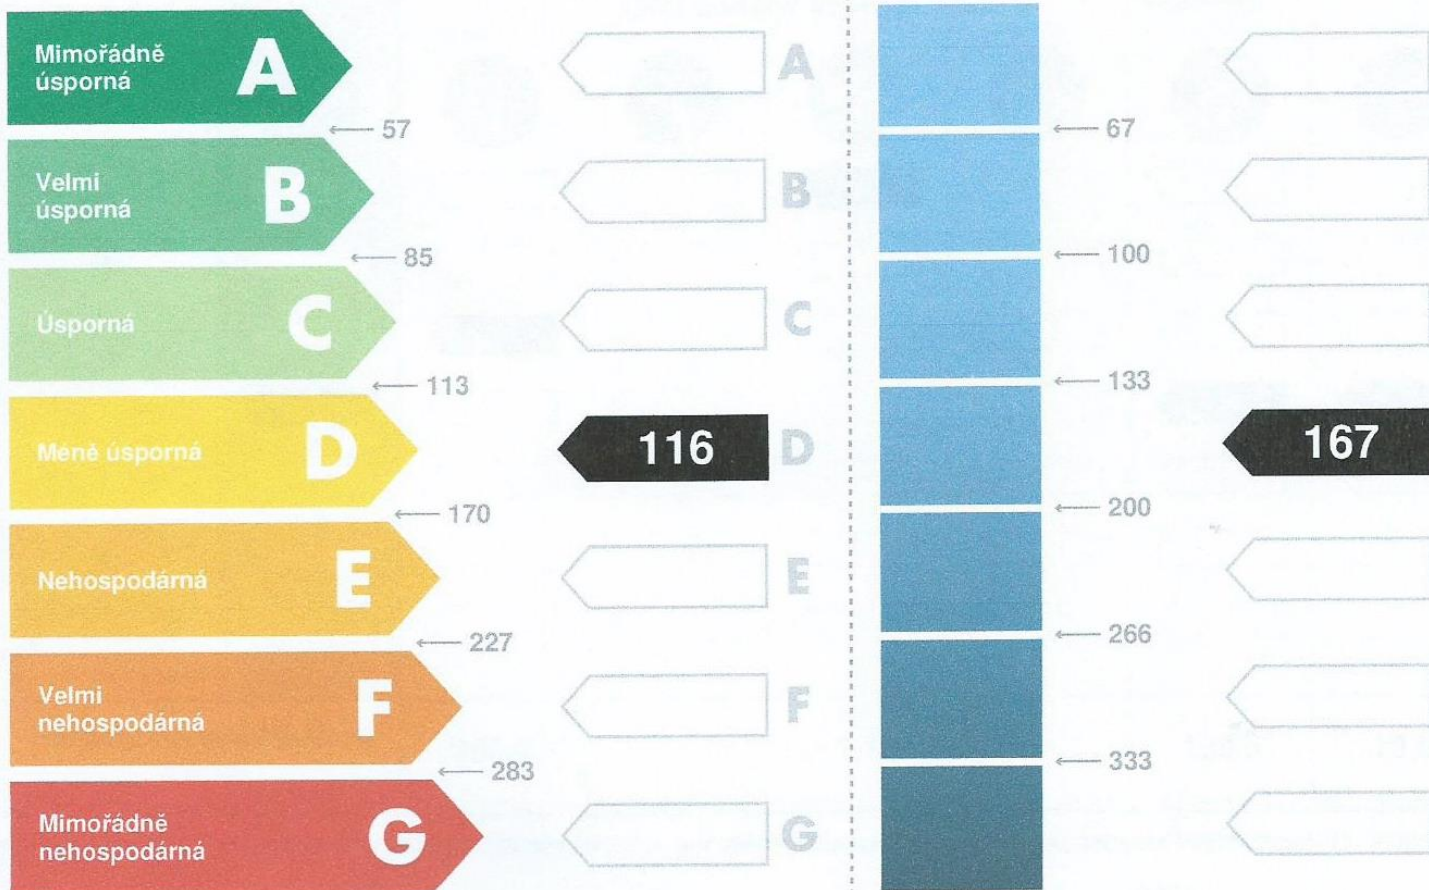 Mimořádně
úsporná
A
A
← 57
← 67
Velmi
úsporná
B
B
← 85
← 100
Úsporná
C
C
← 113
← 133
Méně úsporná
D
116
D
167
← 170
← 200
Nehospodárná
E
E
← 227
← 266
Velmi
nehospodárná
F
F
← 283
← 333
Mimořádně
nehospodárná
G
G